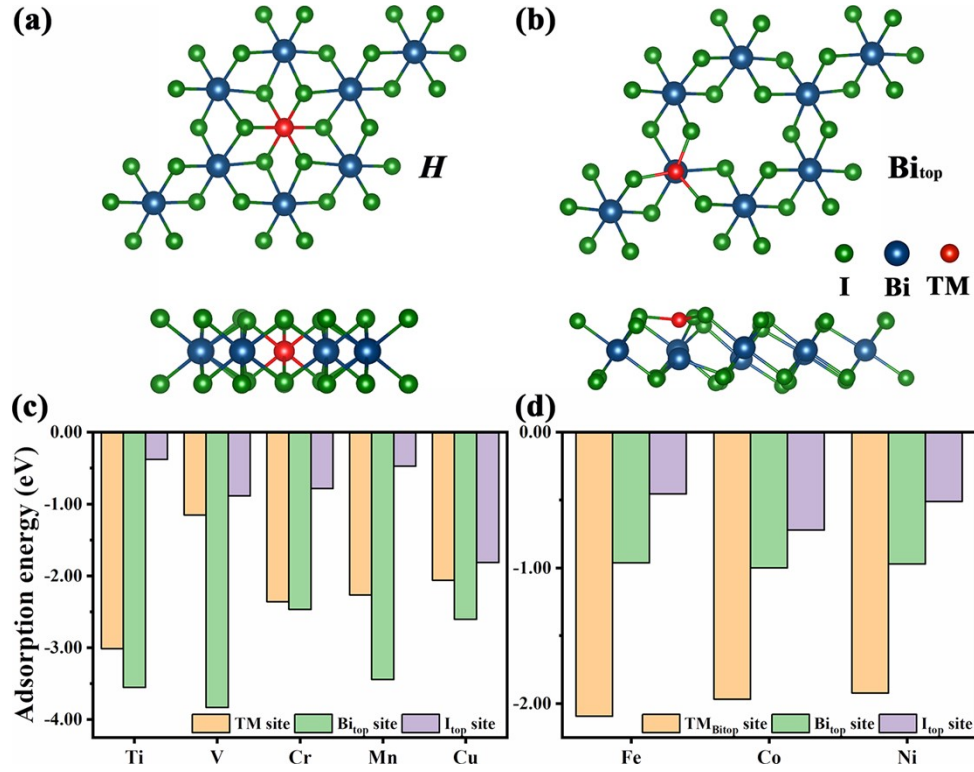 (a)
(b)
H
Bitop
I Bi TM
(c)
(d)
Adsorption energy (eV)
0.00
-1.00
-2.00
-3.00
-4.00
TM site Bitop site Itop site
Ti V Cr Mn Cu
0.00
-1.00
-2.00
TMBitop site Bitop site Itop site
Fe Co Ni